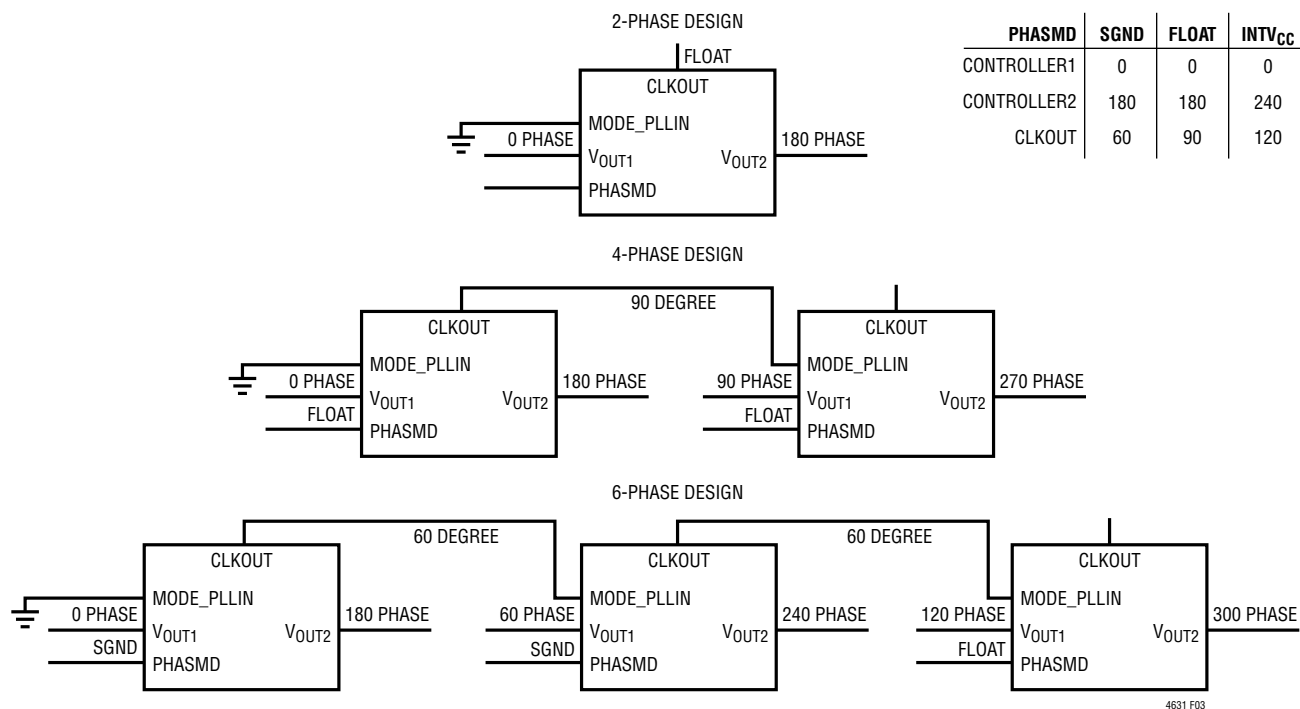 2-PHASE DESIGN
FLOAT
CLKOUT
MODE_PLLIN
0 PHASE
VOUT1
VOUT2
180 PHASE
PHASMD
PHASMD SGND FLOAT INTVCC
CONTROLLER1 0 0 0
CONTROLLER2 180 180 240
CLKOUT 60 90 120
4-PHASE DESIGN
90 DEGREE
CLKOUT
MODE_PLLIN
0 PHASE
VOUT1
VOUT2
180 PHASE
FLOAT
PHASMD
CLKOUT
MODE_PLLIN
90 PHASE
VOUT1
VOUT2
270 PHASE
FLOAT
PHASMD
6-PHASE DESIGN
60 DEGREE
60 DEGREE
CLKOUT
MODE_PLLIN
0 PHASE
VOUT1
VOUT2
180 PHASE
SGND
PHASMD
CLKOUT
MODE_PLLIN
60 PHASE
VOUT1
VOUT2
240 PHASE
SGND
PHASMD
CLKOUT
MODE_PLLIN
120 PHASE
VOUT1
VOUT2
300 PHASE
FLOAT
PHASMD
4631 F03